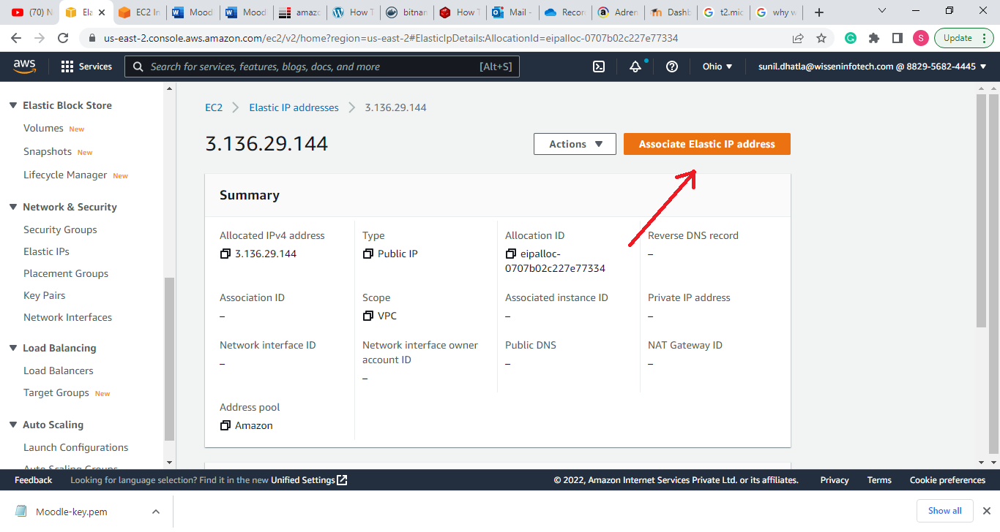 (70) N
Ela
EC2 In
Mood
Mood
amazo
How T
bitnan
How T
Mail -
Recor
Adren
Dashb
t2.mic
why w
us-east-2.console.aws.amazon.com/ec2/v2/home?region=us-east-2#ElasticIpDetails:AllocationId=eipalloc-0707b02c227e77334
S
Update
aws
Services
Search for services, features, blogs, docs, and more
[Alt+S]
Ohio
sunil.dhatla@wisseninfotech.com @ 8829-5682-4445
Elastic Block Store
Volumes New
Snapshots New
Lifecycle Manager New
Network & Security
Security Groups
Elastic IPs
Placement Groups
Key Pairs
Network Interfaces
Load Balancing
Load Balancers
Target Groups New
Auto Scaling
Launch Configurations
Auto Scaling Groups
EC2
Elastic IP addresses
3.136.29.144
3.136.29.144
Actions
Associate Elastic IP address
Summary
Allocated IPv4 address
3.136.29.144
Type
Public IP
Allocation ID
eipalloc-
0707b02c227e77334
Reverse DNS record
–
Association ID
–
Scope
VPC
Associated instance ID
–
Private IP address
–
Network interface ID
–
Network interface owner
account ID
–
Public DNS
–
NAT Gateway ID
–
Address pool
Amazon
Feedback
Looking for language selection? Find it in the new Unified Settings
© 2022, Amazon Internet Services Private Ltd. or its affiliates.
Privacy
Terms
Cookie preferences
Moodle-key.pem
Show all